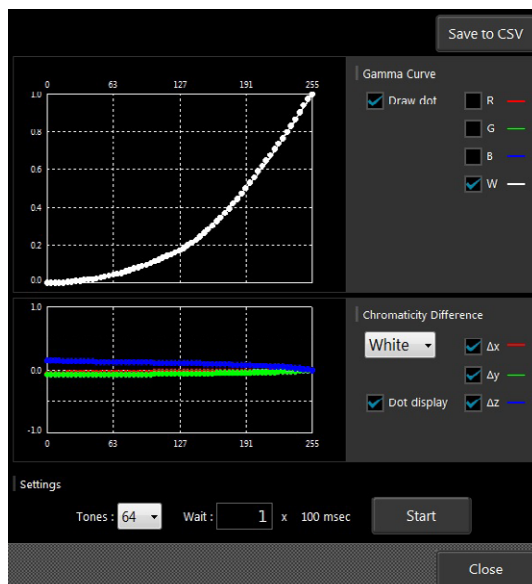 Save to CSV
Gamma Curve
0 63 127 191 255
1.0
0.8
0.6
0.4
0.2
0.0
Draw dot
R
G
B
W
Chromaticity Difference
1.0
0.0
-1.0
0 63 127 191 255
White
Δx
Δy
Dot display
Δz
Settings
Tones : 64 Wait : 1 x 100 msec Start
Close